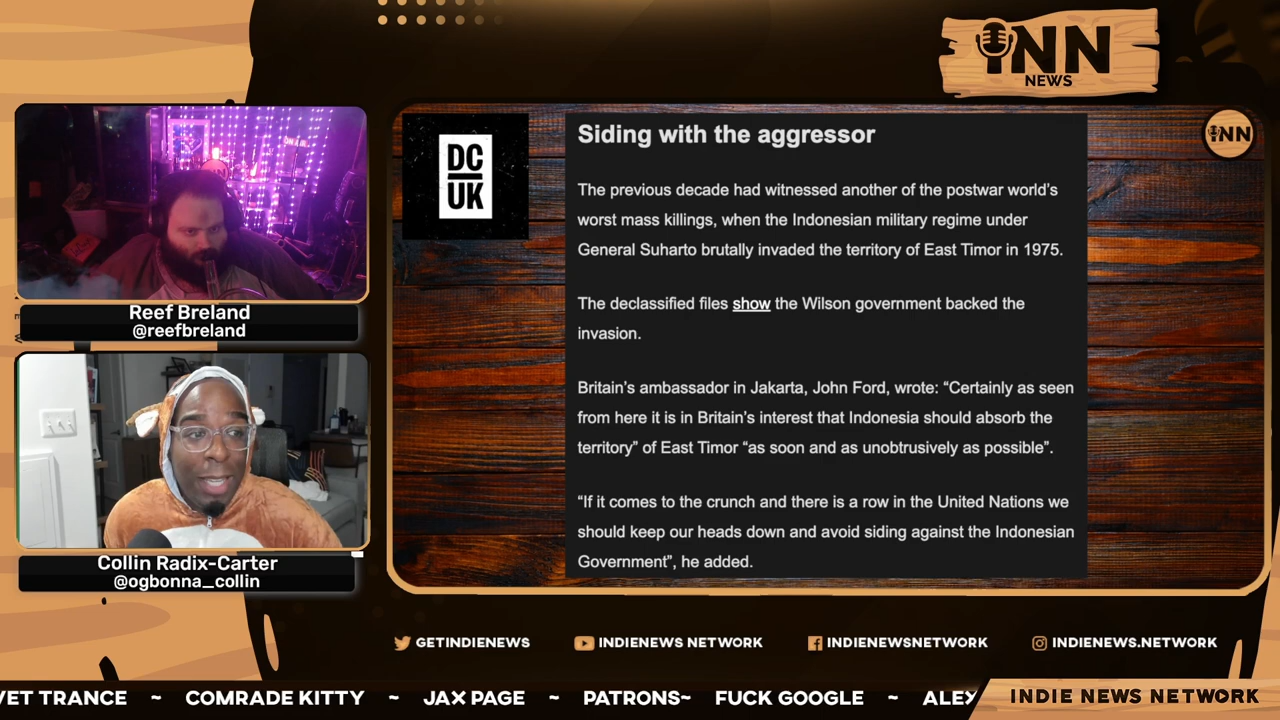 INN
NEWS
DC
UK
INN
Siding with the aggressor
The previous decade had witnessed another of the postwar world's
worst mass killings, when the Indonesian military regime under
General Suharto brutally invaded the territory of East Timor in 1975.
The declassified files show the Wilson government backed the
invasion.
Britain's ambassador in Jakarta, John Ford, wrote: “Certainly as seen
from here it is in Britain's interest that Indonesia should absorb the
territory” of East Timor “as soon and as unobtrusively as possible”.
“If it comes to the crunch and there is a row in the United Nations we
should keep our heads down and avoid siding against the Indonesian
Government”, he added.
Reef Breland
@reefbreland
Collin Radix-Carter
@ogbonna_collin
GETINDIENEWS
INDIENEWS NETWORK
INDIENEWSNETWORK
INDIENEWS.NETWORK
VET TRANCE ~ COMRADE KITTY ~ JAX PAGE ~ PATRONS~ FUCK GOOGLE ~ ALEX
INDIE NEWS NETWORK